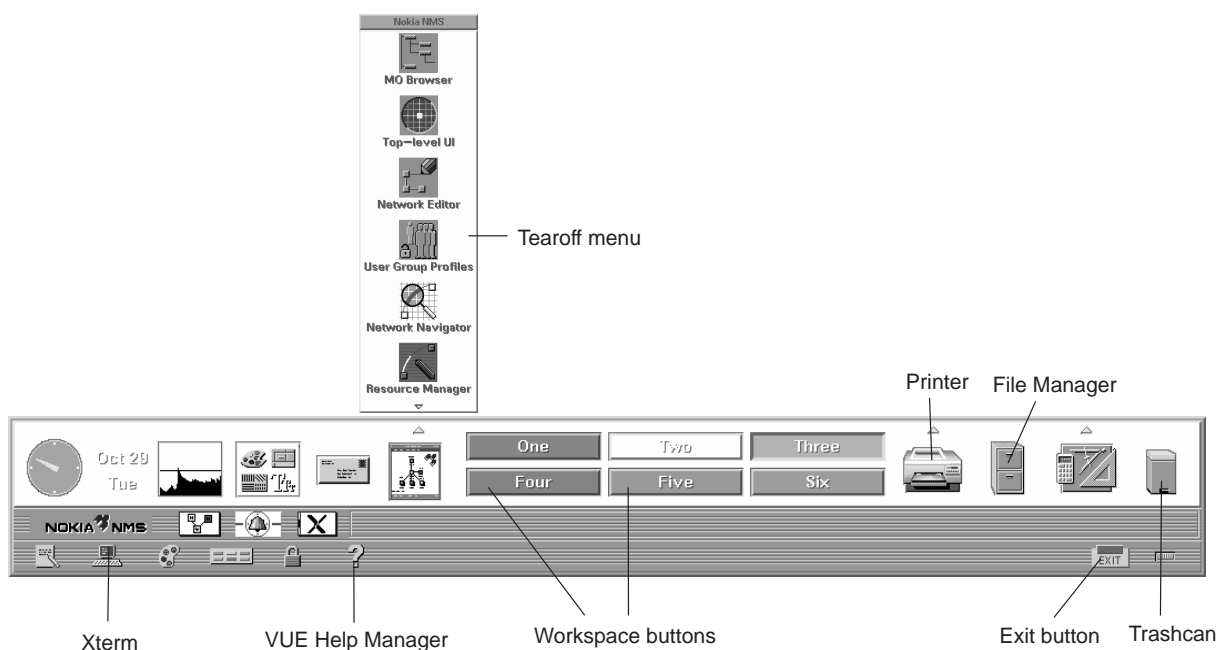 Nokia NMS
MO Browser
Top-level UI
Network Editor
User Group Profiles
Tearoff menu
Network Navigator
Resource Manager
Printer
File Manager
Oct 29
Tue
One
Two
Three
Four
Five
Six
NOKIA NMS
EXIT
Xterm
VUE Help Manager
Workspace buttons
Exit button
Trashcan